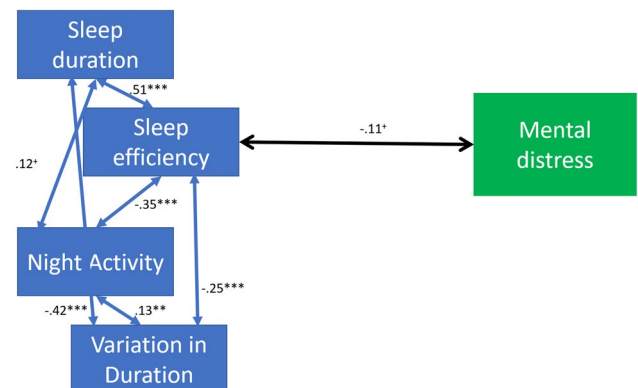 Sleep
duration
.51***
Sleep
efficiency
-.11⁺
Mental
distress
.12⁺
-.35***
Night Activity
-.25***
-.42***
.13**
Variation in
Duration